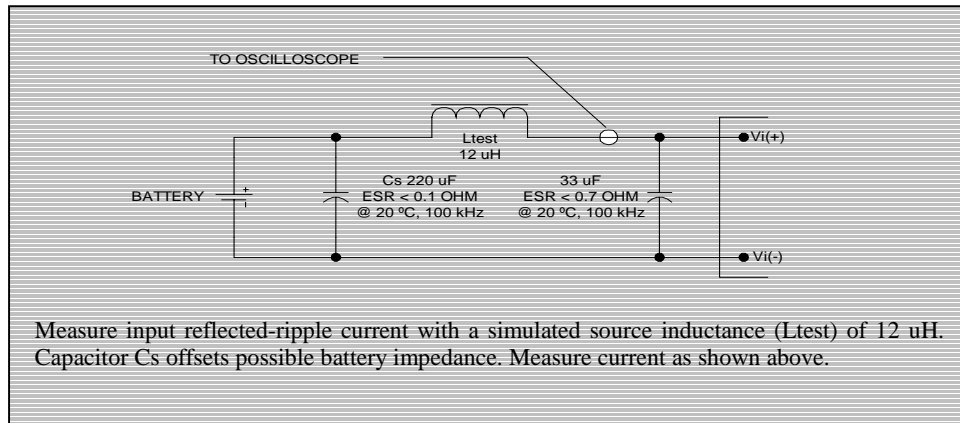 TO OSCILLOSCOPE
Ltest
12 uH
Vi(+)
BATTERY
+
Cs 220 uF
ESR < 0.1 OHM
@ 20 ºC, 100 kHz
33 uF
ESR < 0.7 OHM
@ 20 ºC, 100 kHz
Vi(-)
Measure input reflected-ripple current with a simulated source inductance (Ltest) of 12 uH.
Capacitor Cs offsets possible battery impedance. Measure current as shown above.